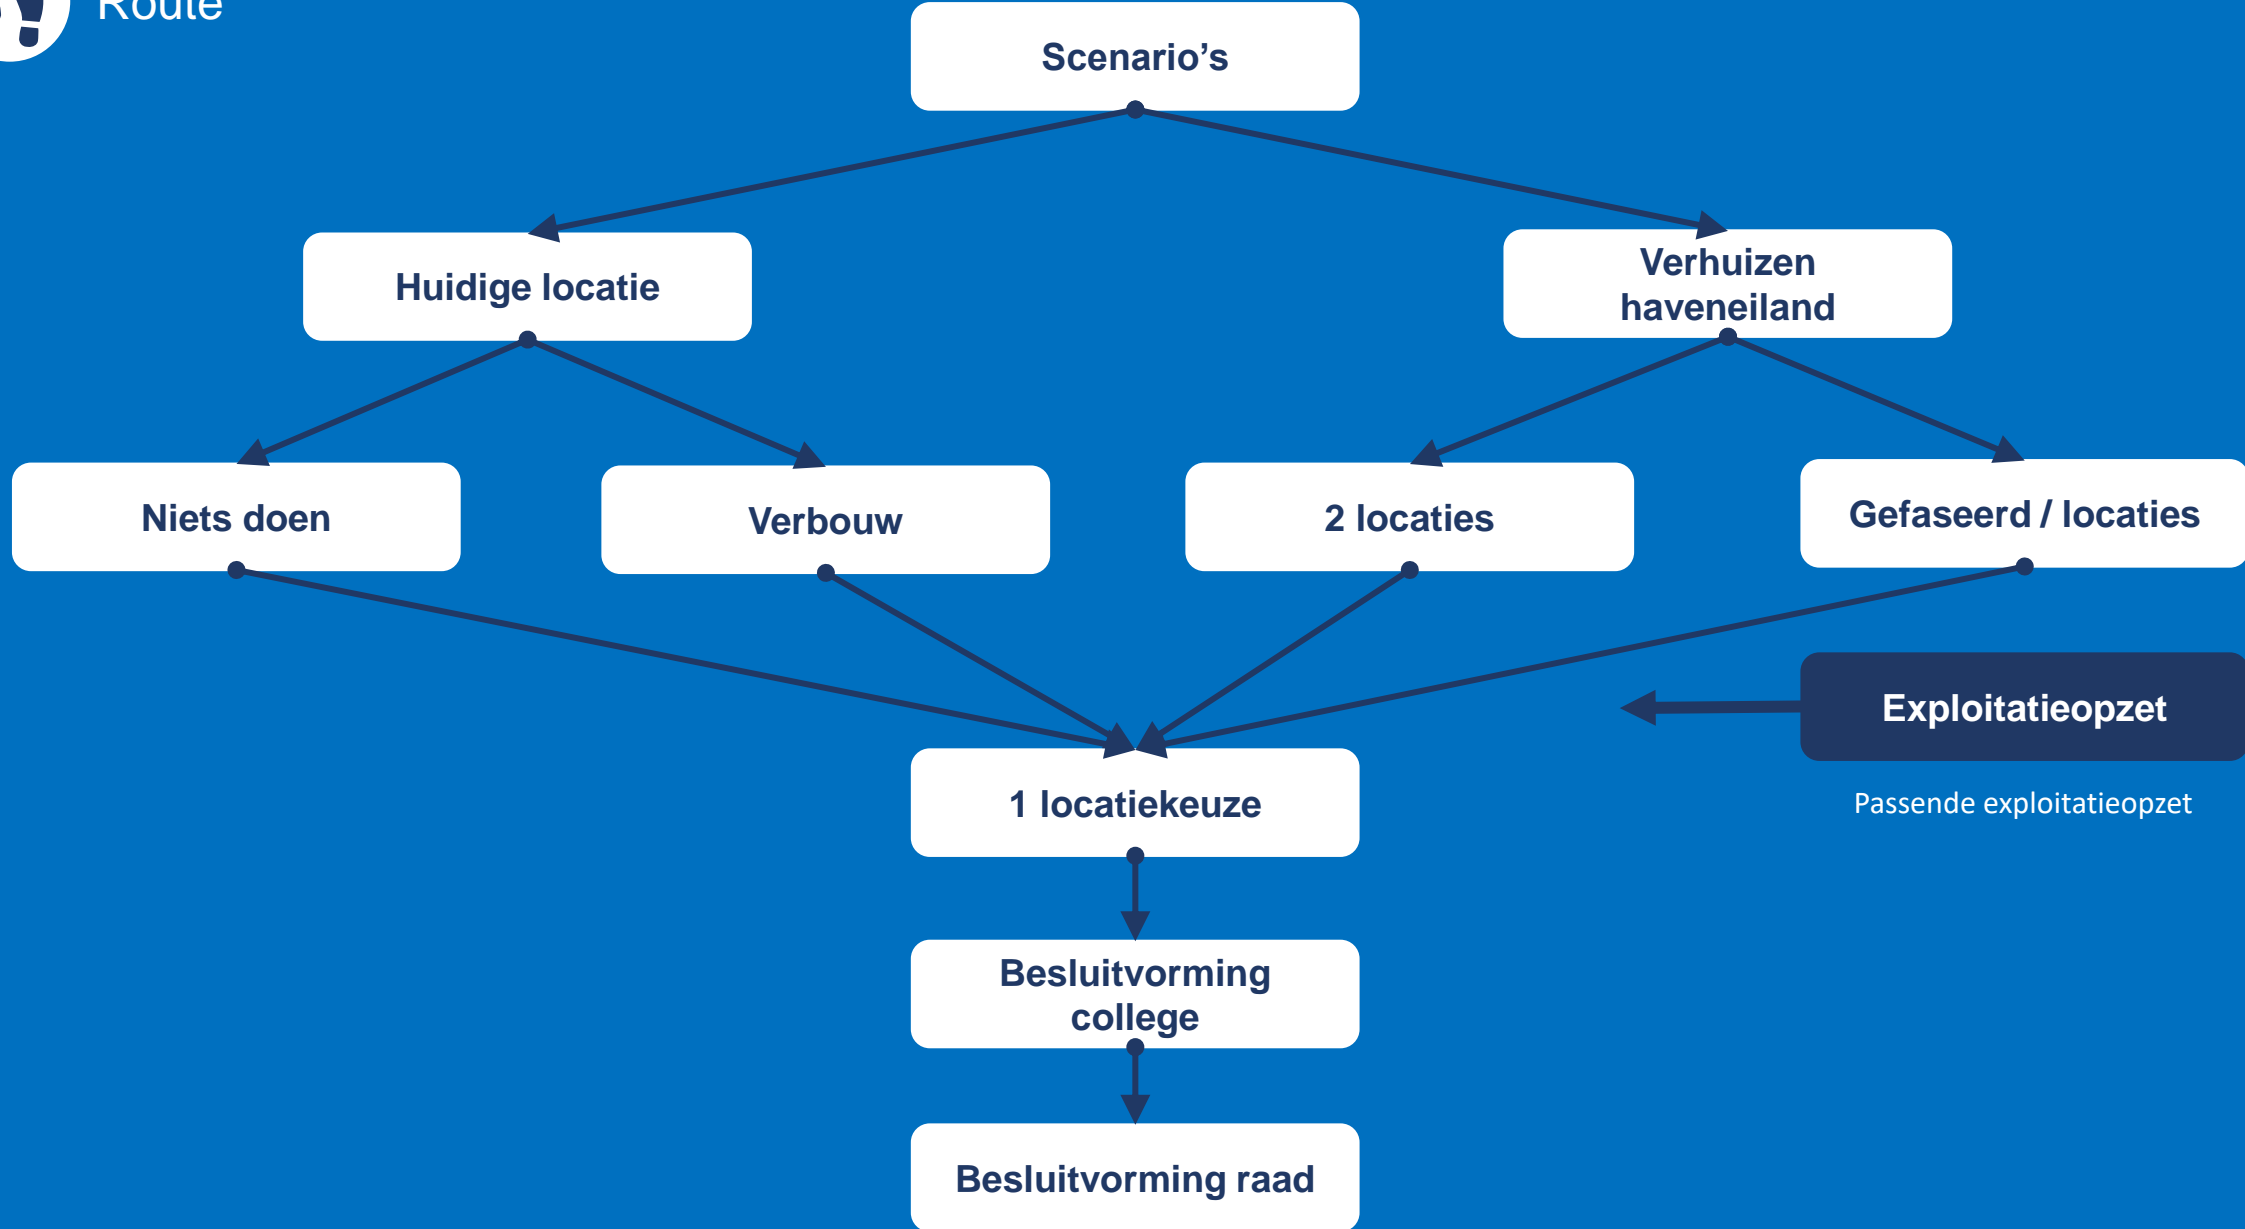 Route
Scenario’s
Huidige locatie
Verhuizen
haveneiland
Niets doen
Verbouw
2 locaties
Gefaseerd / locaties
Exploitatieopzet
Passende exploitatieopzet
1 locatiekeuze
Besluitvorming
college
Besluitvorming raad